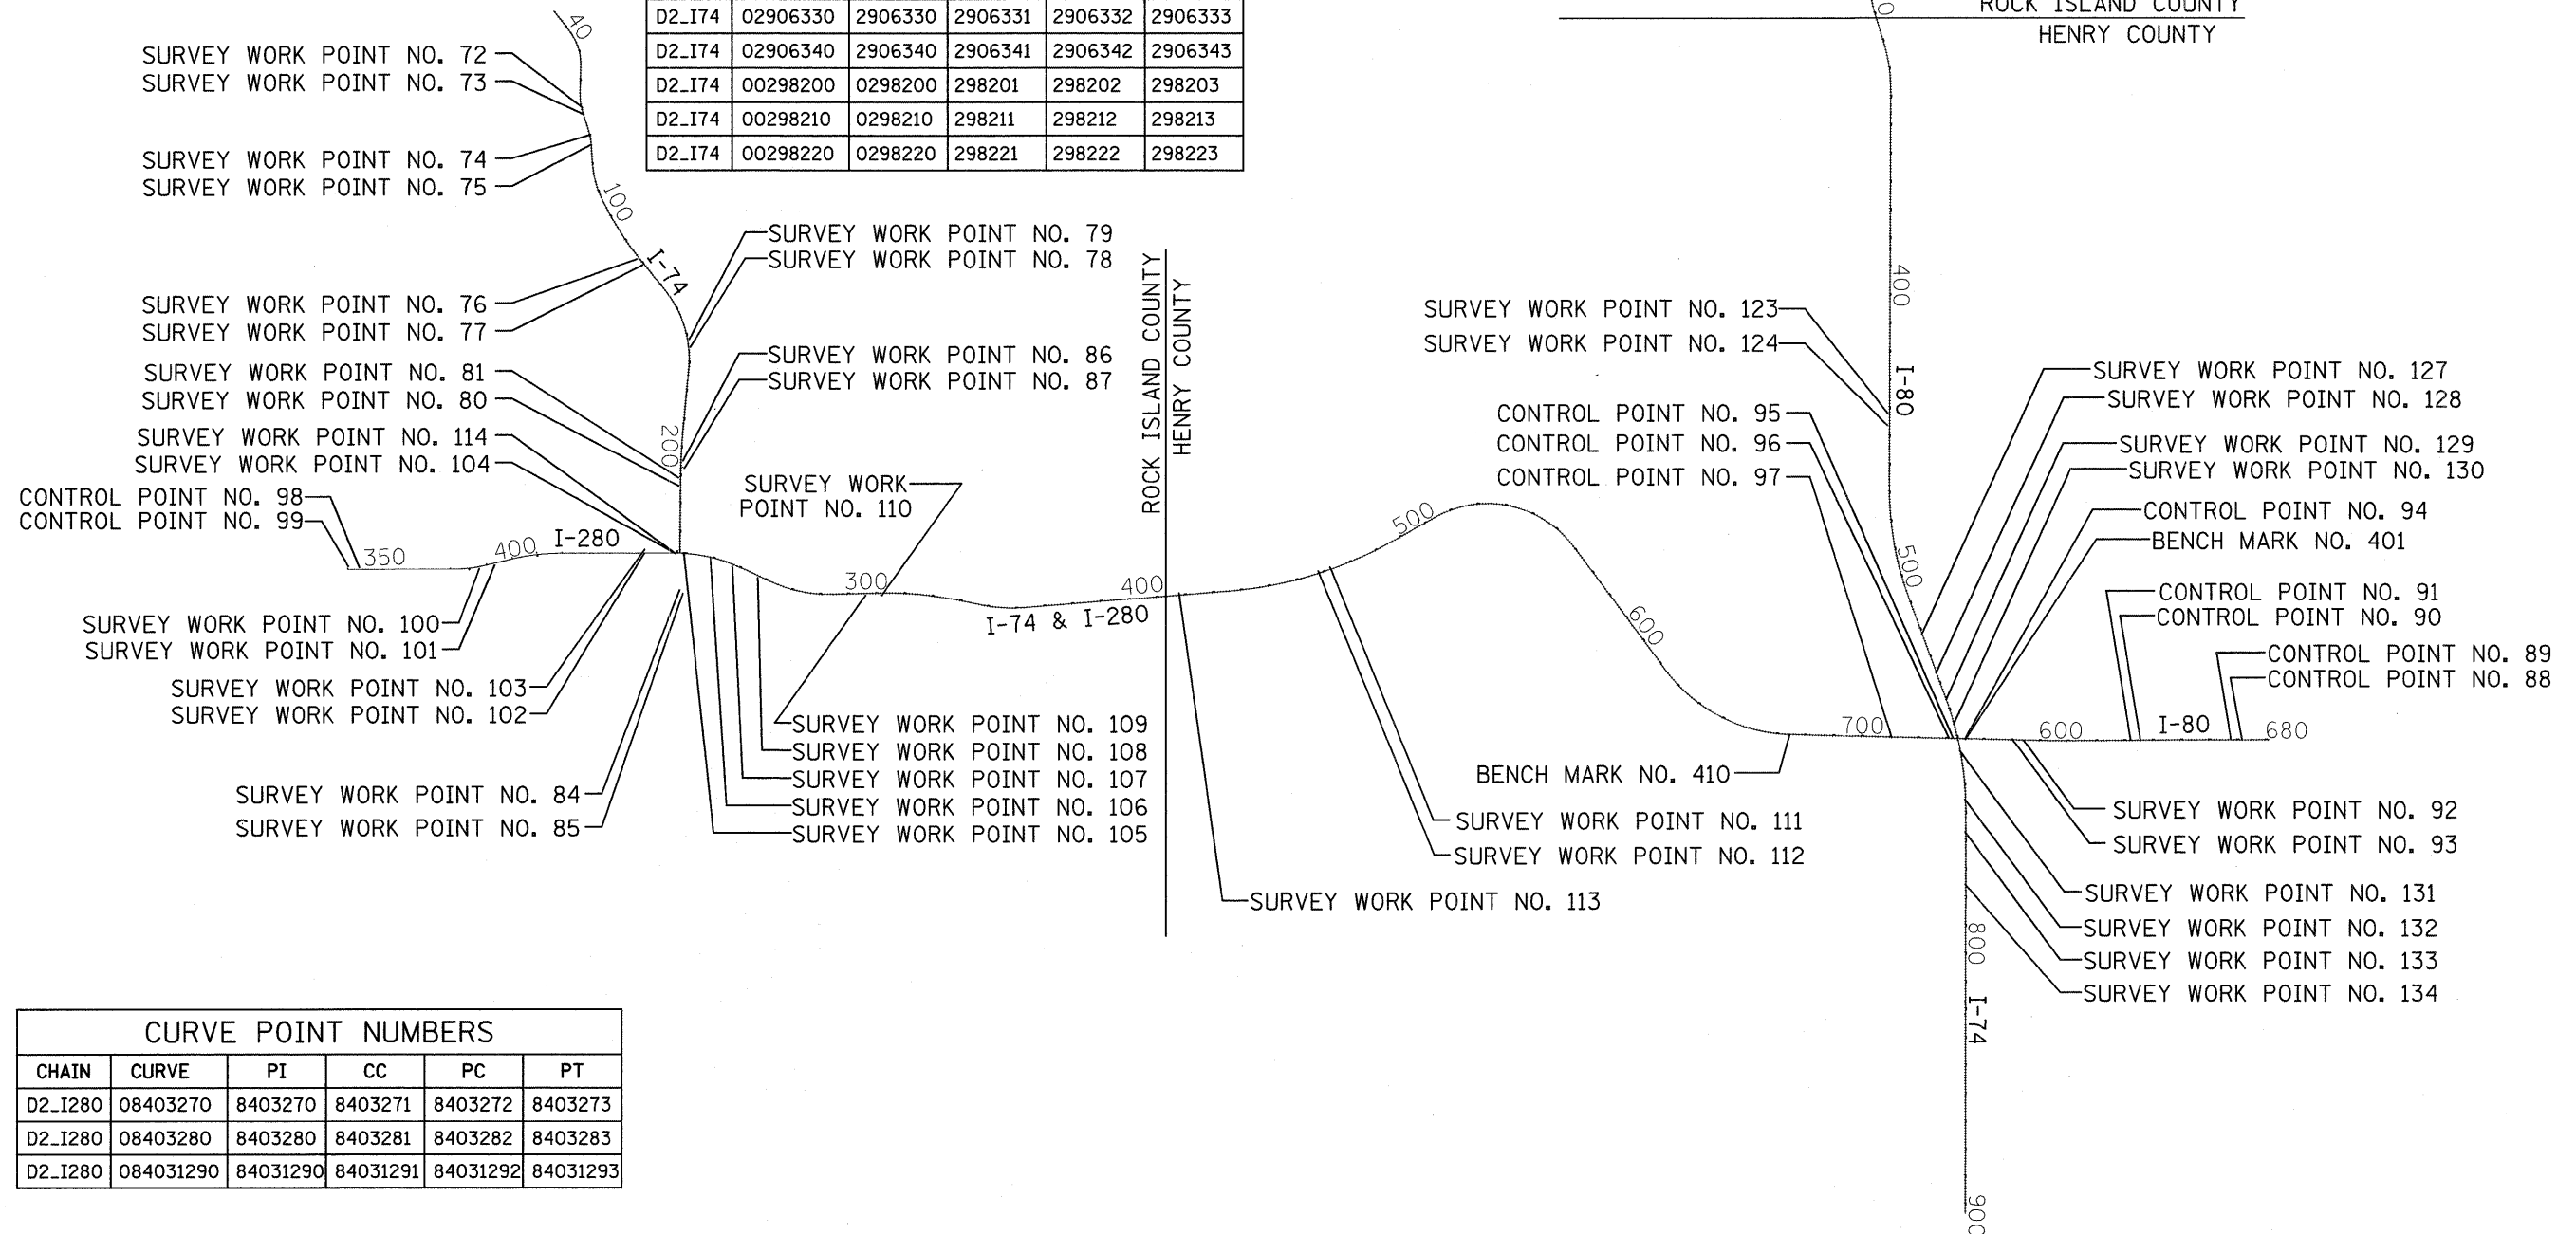 D2_I74 02906330 2906330 2906331 2906332 2906333
D2_I74 02906340 2906340 2906341 2906342 2906343
D2_I74 00298200 0298200 298201 298202 298203
D2_I74 00298210 0298210 298211 298212 298213
D2_I74 00298220 0298220 298221 298222 298223
ROCK ISLAND COUNTY
HENRY COUNTY
40
SURVEY WORK POINT NO. 72
SURVEY WORK POINT NO. 73
SURVEY WORK POINT NO. 74
SURVEY WORK POINT NO. 75
100
I-74
SURVEY WORK POINT NO. 79
SURVEY WORK POINT NO. 78
SURVEY WORK POINT NO. 76
SURVEY WORK POINT NO. 77
SURVEY WORK POINT NO. 86
SURVEY WORK POINT NO. 87
SURVEY WORK POINT NO. 81
SURVEY WORK POINT NO. 80
200
SURVEY WORK POINT NO. 114
SURVEY WORK POINT NO. 104
CONTROL POINT NO. 98
CONTROL POINT NO. 99
350
400
I-280
SURVEY WORK
POINT NO. 110
300
400
I-74 & I-280
ROCK ISLAND COUNTY
HENRY COUNTY
SURVEY WORK POINT NO. 100
SURVEY WORK POINT NO. 101
SURVEY WORK POINT NO. 103
SURVEY WORK POINT NO. 102
SURVEY WORK POINT NO. 84
SURVEY WORK POINT NO. 85
SURVEY WORK POINT NO. 109
SURVEY WORK POINT NO. 108
SURVEY WORK POINT NO. 107
SURVEY WORK POINT NO. 106
SURVEY WORK POINT NO. 105
SURVEY WORK POINT NO. 113
500
600
SURVEY WORK POINT NO. 111
SURVEY WORK POINT NO. 112
BENCH MARK NO. 410
700
400
I-80
500
SURVEY WORK POINT NO. 123
SURVEY WORK POINT NO. 124
CONTROL POINT NO. 95
CONTROL POINT NO. 96
CONTROL POINT NO. 97
SURVEY WORK POINT NO. 127
SURVEY WORK POINT NO. 128
SURVEY WORK POINT NO. 129
SURVEY WORK POINT NO. 130
CONTROL POINT NO. 94
BENCH MARK NO. 401
CONTROL POINT NO. 91
CONTROL POINT NO. 90
CONTROL POINT NO. 89
CONTROL POINT NO. 88
600
I-80
680
SURVEY WORK POINT NO. 92
SURVEY WORK POINT NO. 93
SURVEY WORK POINT NO. 131
SURVEY WORK POINT NO. 132
SURVEY WORK POINT NO. 133
SURVEY WORK POINT NO. 134
800
I-74
900
CURVE POINT NUMBERS
CHAIN CURVE PI CC PC PT
D2_I280 08403270 8403270 8403271 8403272 8403273
D2_I280 08403280 8403280 8403281 8403282 8403283
D2_I280 084031290 84031290 84031291 84031292 84031293